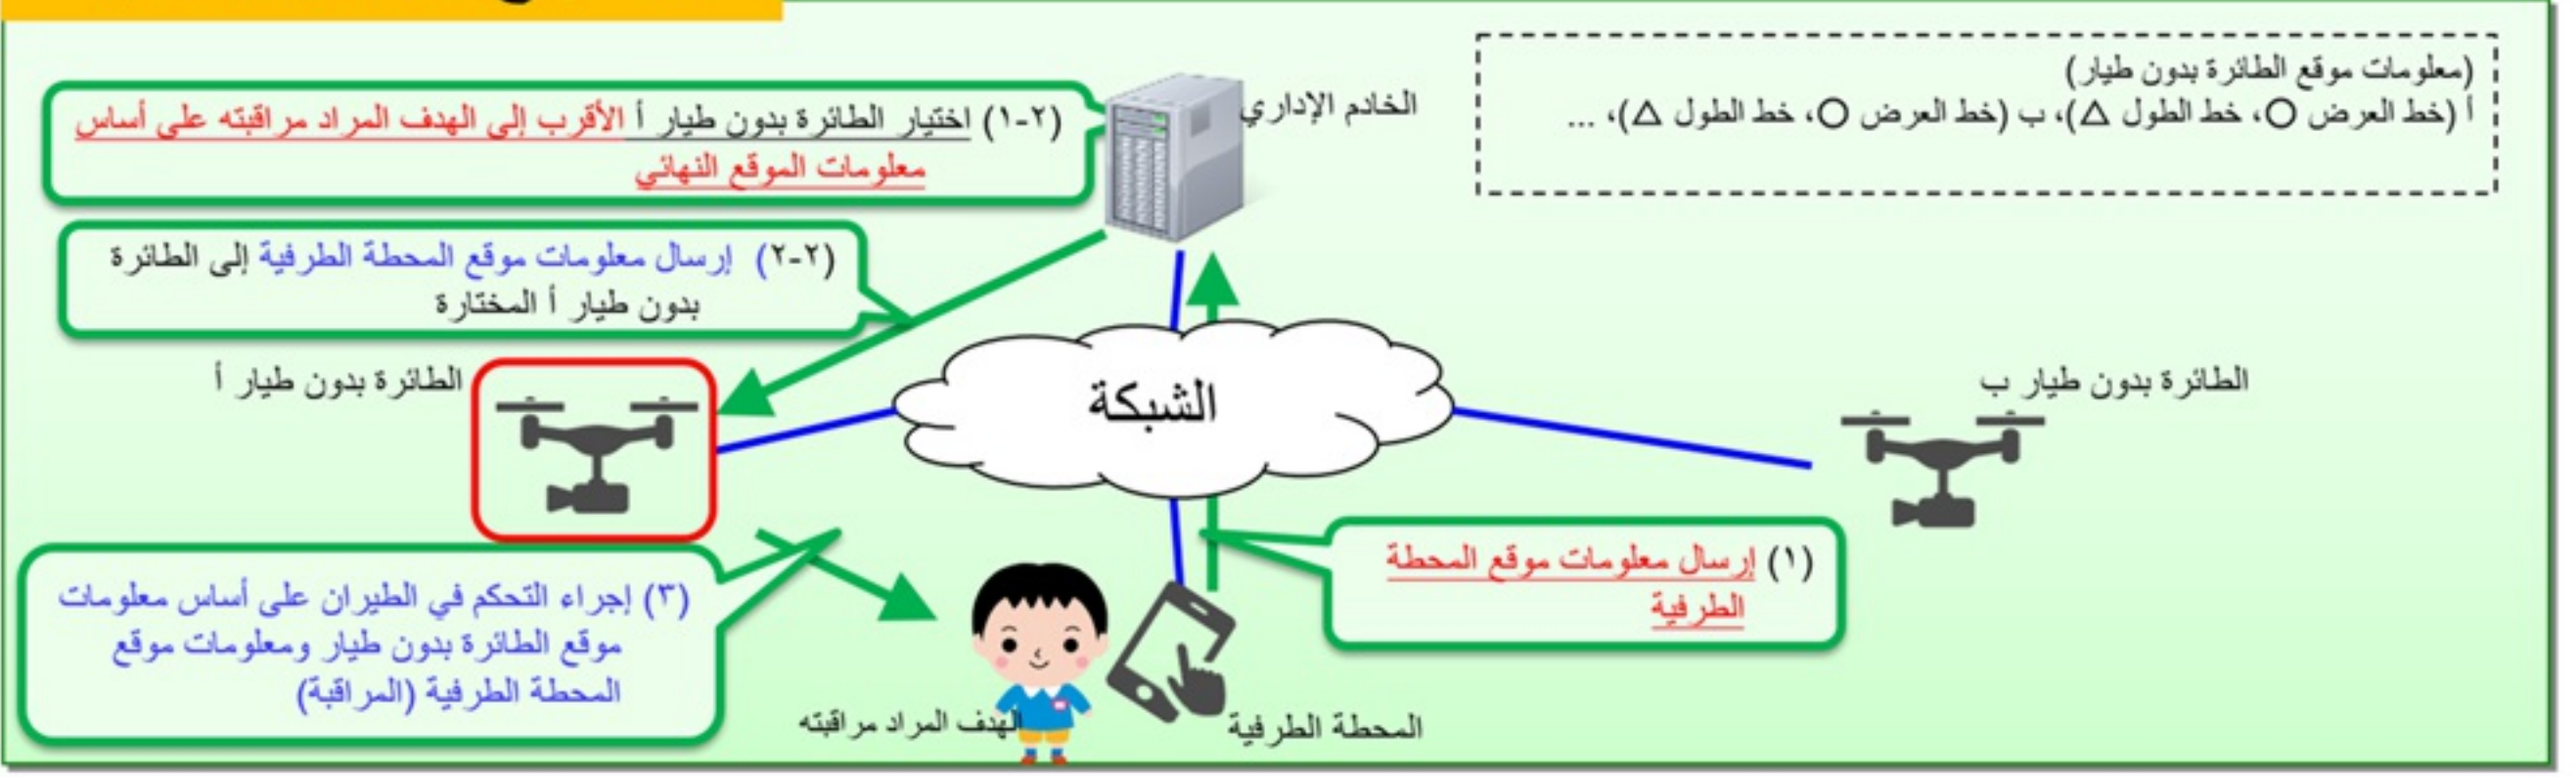 (معلومات موقع الطائرة بدون طيار)
أ (خط العرض ○، خط الطول △)، ب (خط العرض ○، خط الطول △)، ...
الخادم الإداري
(٢-١) اختيار الطائرة بدون طيار أ الأقرب إلى الهدف المراد مراقبته على أساس
معلومات الموقع النهائي
(٢-٢) إرسال معلومات موقع المحطة الطرفية إلى الطائرة
بدون طيار أ المختارة
الطائرة بدون طيار أ
الشبكة
الطائرة بدون طيار ب
(١) إرسال معلومات موقع المحطة
الطرفية
(٣) إجراء التحكم في الطيران على أساس معلومات
موقع الطائرة بدون طيار ومعلومات موقع
المحطة الطرفية (المراقبة)
الهدف المراد مراقبته
المحطة الطرفية